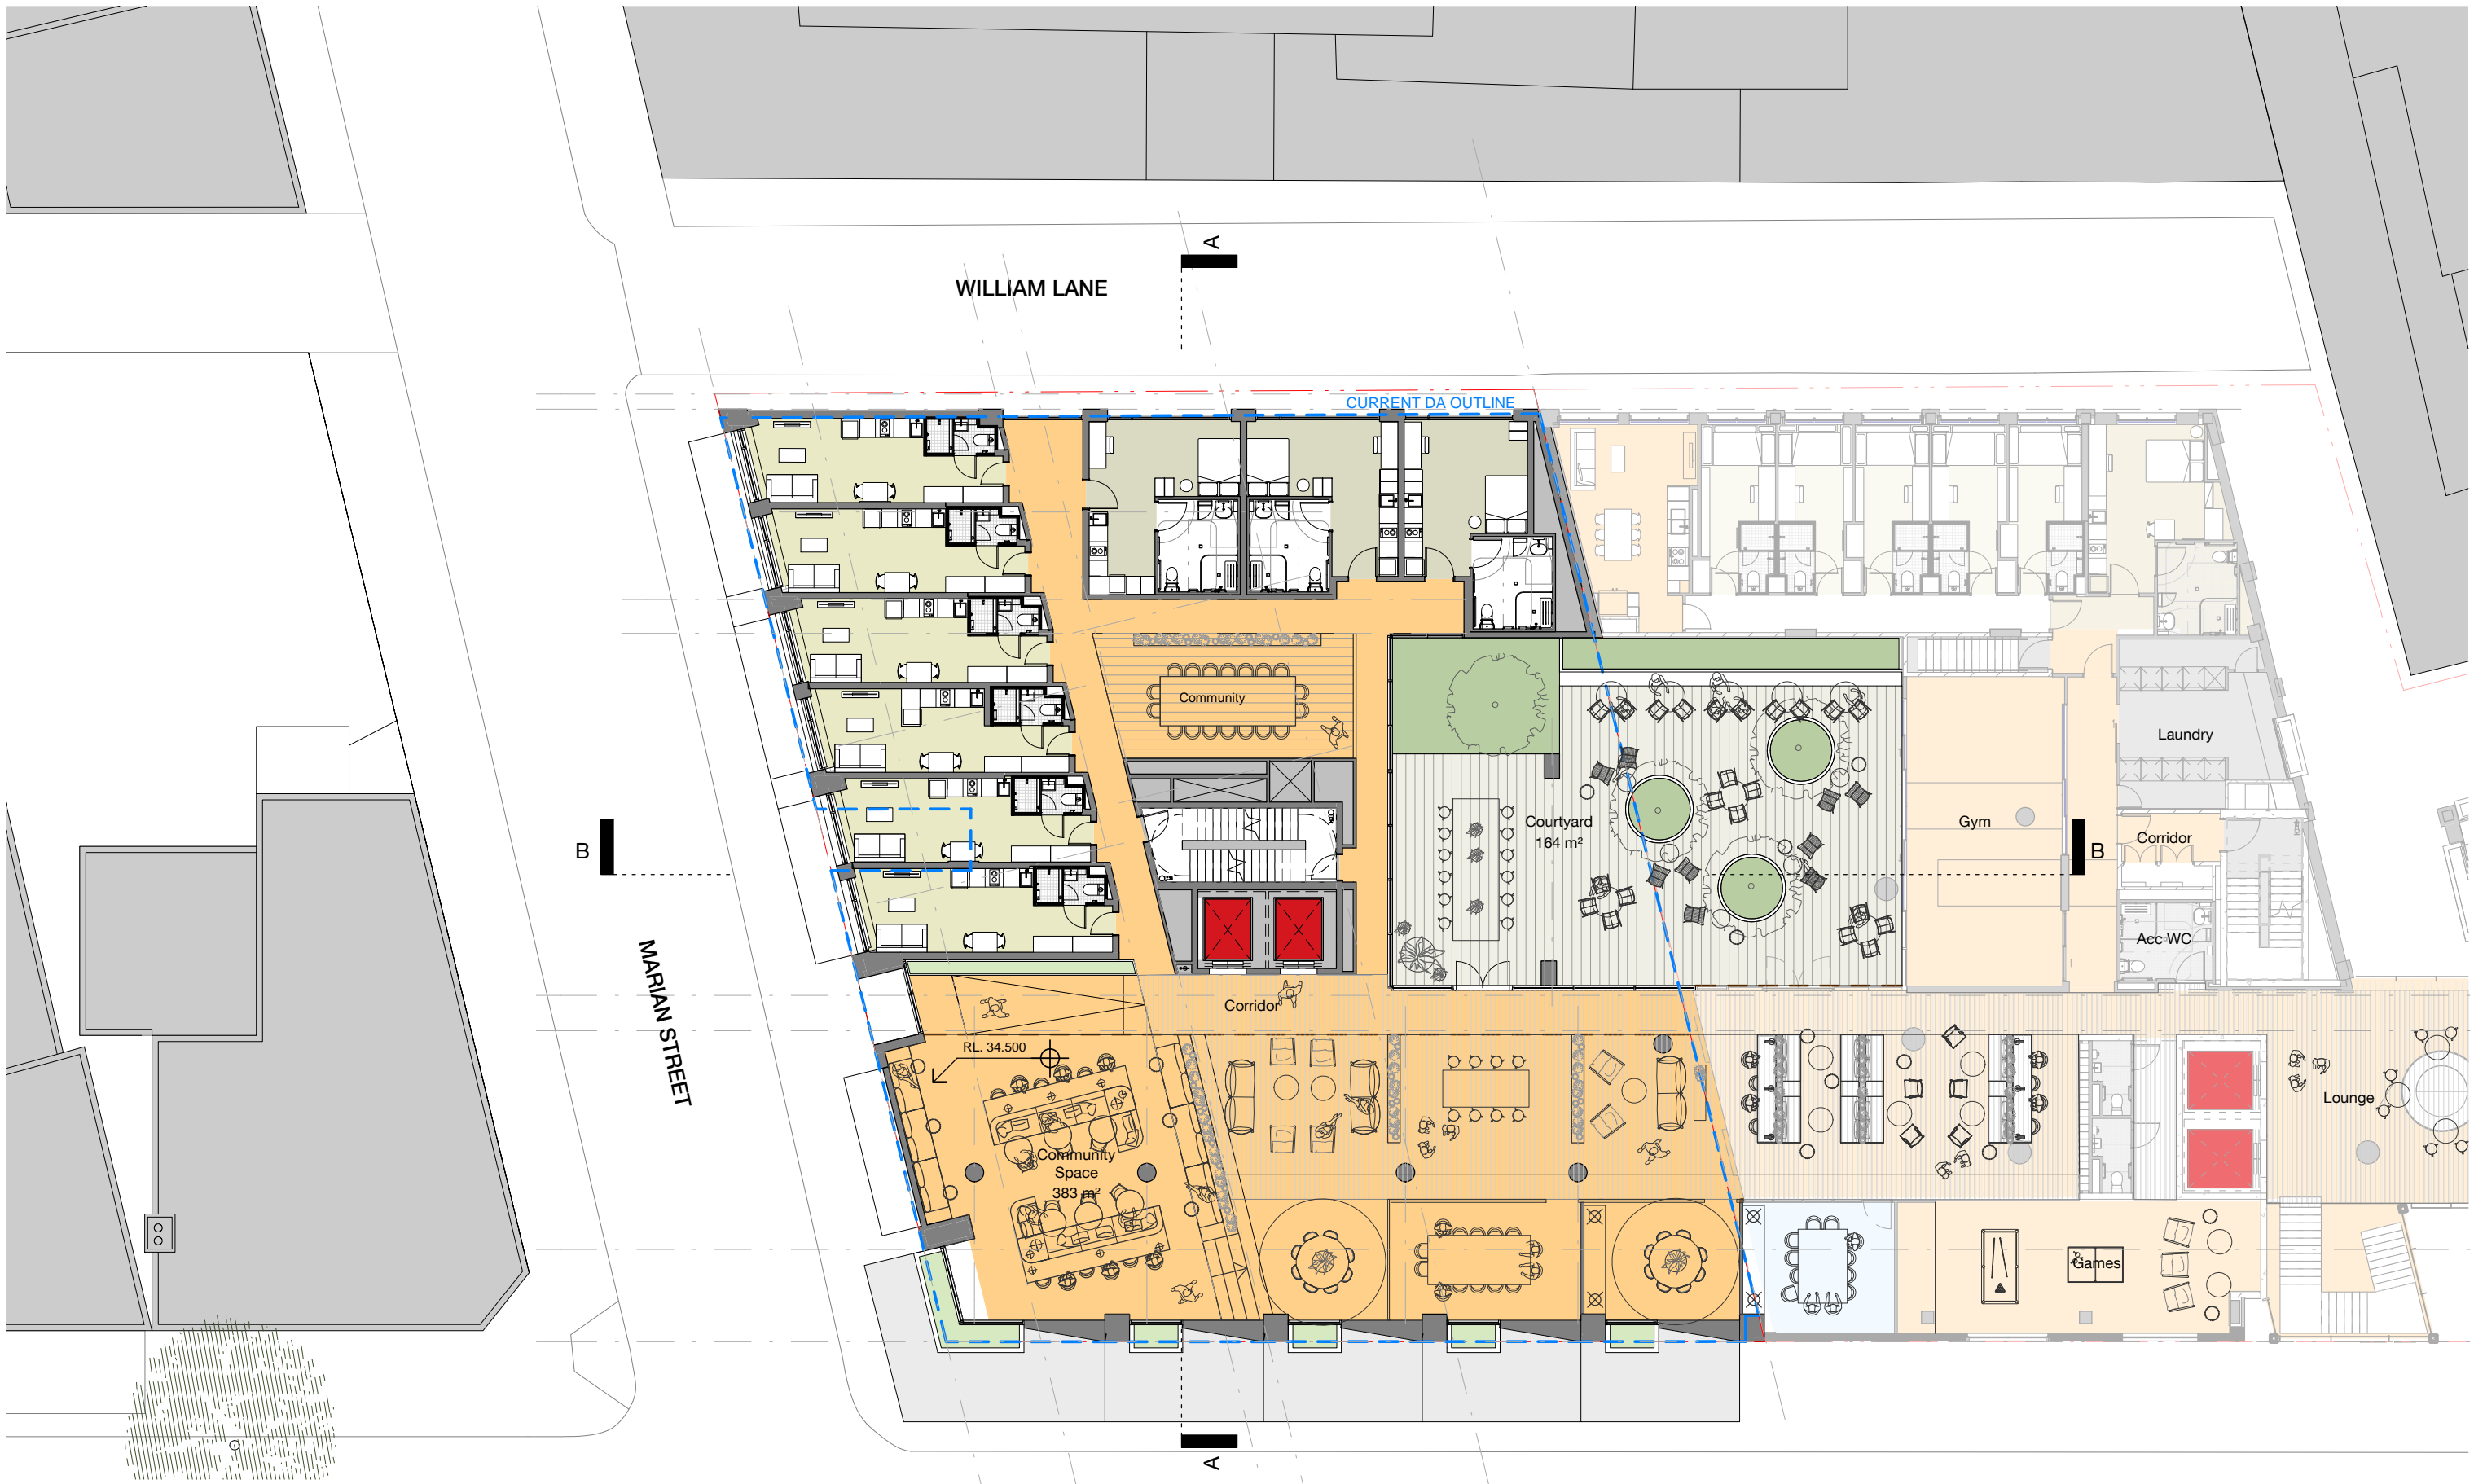 A
WILLIAM LANE
CURRENT DA OUTLINE
Community
Laundry
Courtyard
164 m²
Gym
Corridor
B
B
Acc WC
MARIAN STREET
Corridor
RL. 34.500
Lounge
Community
Space
383 m²
Games
A